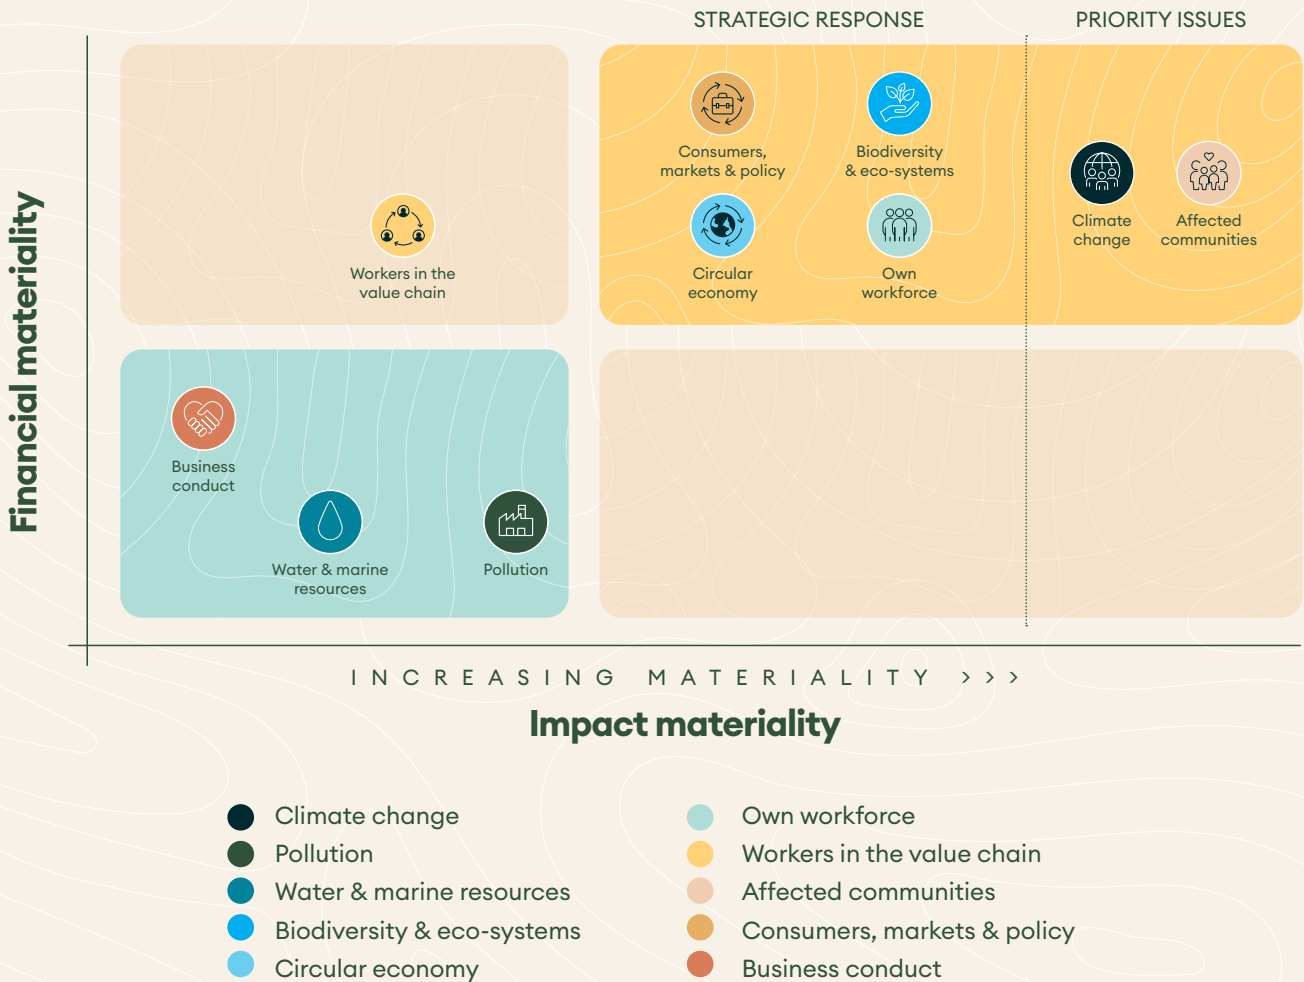 STRATEGIC RESPONSE
PRIORITY ISSUES
Financial materiality
Consumers,
markets & policy
Biodiversity
& eco-systems
Climate
change
Affected
communities
Workers in the
value chain
Circular
economy
Own
workforce
Business
conduct
Water & marine
resources
Pollution
INCREASING MATERIALITY >>>
Impact materiality
Climate change
Pollution
Water & marine resources
Biodiversity & eco-systems
Circular economy
Own workforce
Workers in the value chain
Affected communities
Consumers, markets & policy
Business conduct